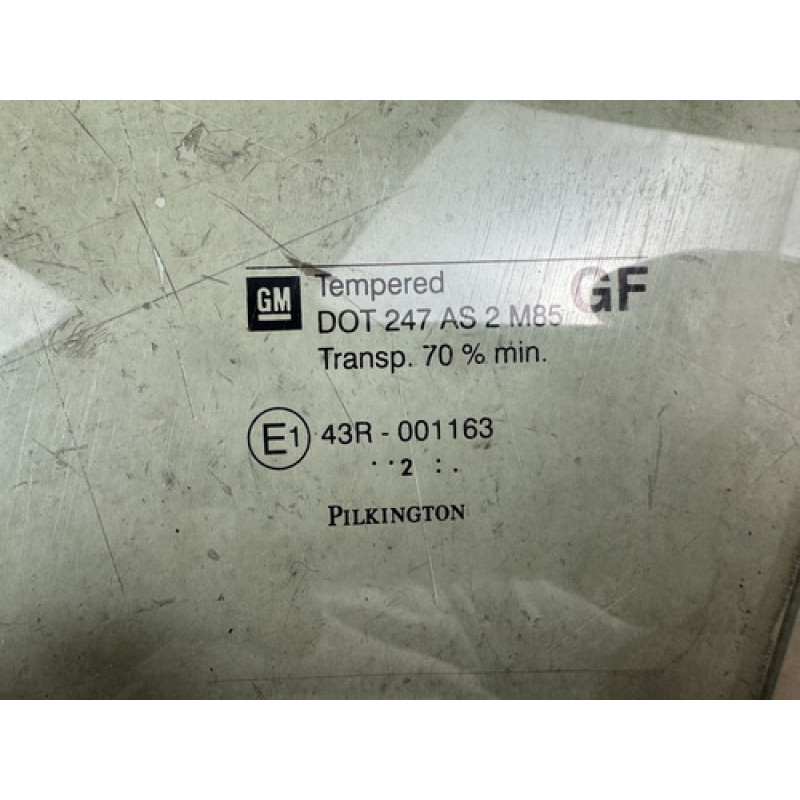 GM Tempered GF
DOT 247 AS 2 M85
Transp. 70 % min.
E1 43R - 001163
. . 2 : .
PILKINGTON